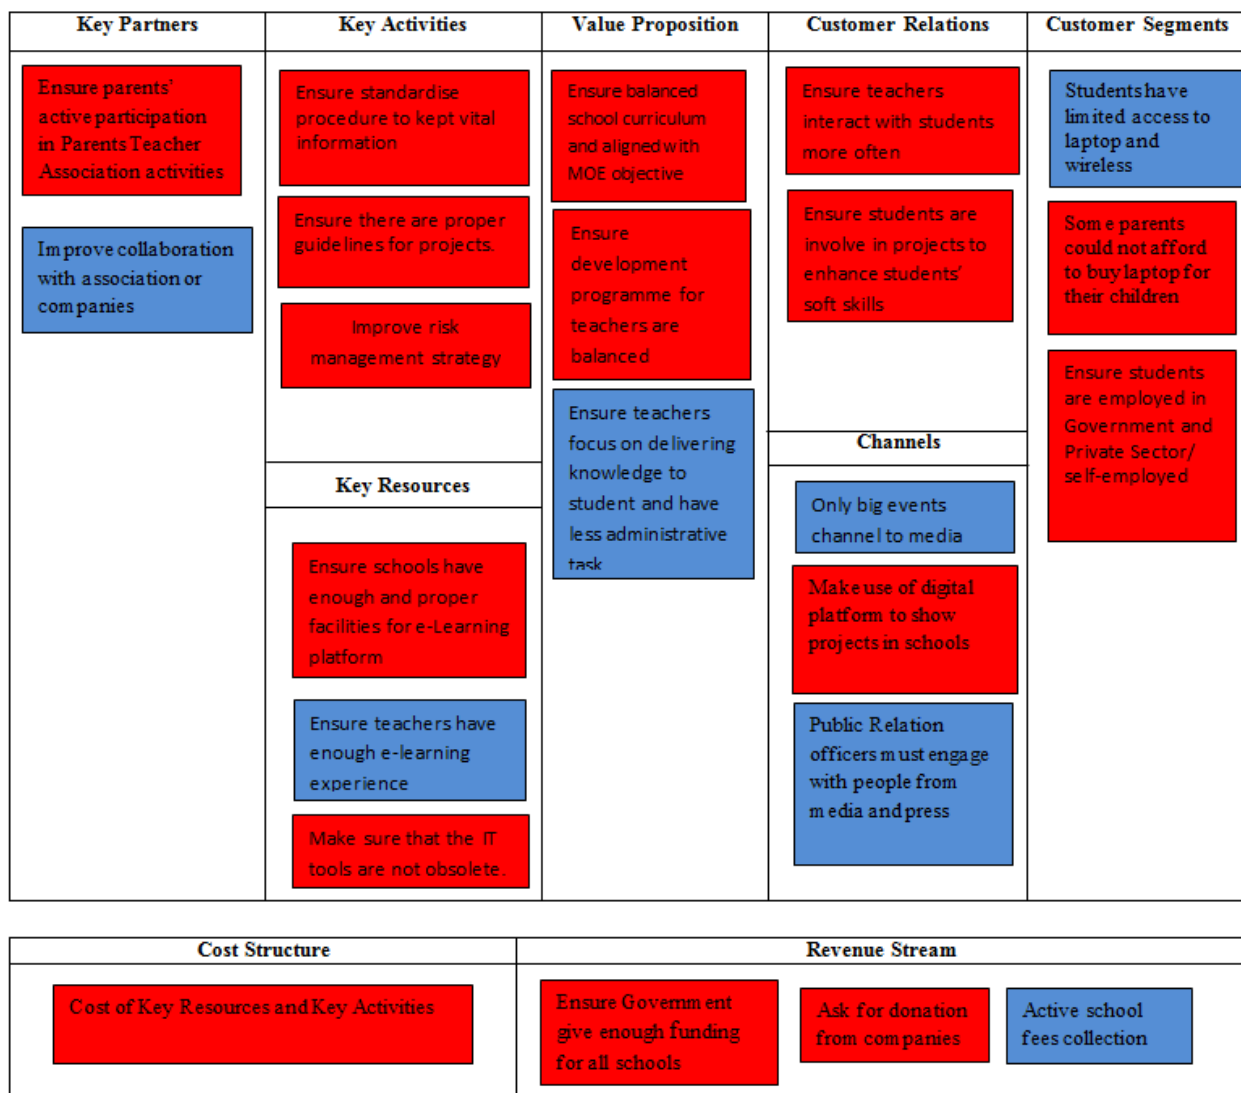 Key Partners
Ensure parents'
active participation
in Parents Teacher
Association activities
Improve collaboration
with association or
companies
Key Activities
Ensure standardise
procedure to kept vital
information
Ensure there are proper
guidelines for projects.
Improve risk
management strategy
Key Resources
Ensure schools have
enough and proper
facilities for e-Learning
platform
Ensure teachers have
enough e-learning
experience
Make sure that the IT
tools are not obsolete.
Value Proposition
Ensure balanced
school curriculum
and aligned with
MOE objective
Ensure
development
programme for
teachers are
balanced
Ensure teachers
focus on delivering
knowledge to
student and have
less administrative
task
Customer Relations
Ensure teachers
interact with students
more often
Ensure students are
involve in projects to
enhance students'
soft skills
Channels
Only big events
channel to media
Make use of digital
platform to show
projects in schools
Public Relation
officers must engage
with people from
media and press
Customer Segments
Students have
limited access to
laptop and
wireless
Some parents
could not afford
to buy laptop for
their children
Ensure students
are employed in
Government and
Private Sector/
self-employed
Cost Structure
Cost of Key Resources and Key Activities
Revenue Stream
Ensure Government
give enough funding
for all schools
Ask for donation
from companies
Active school
fees collection